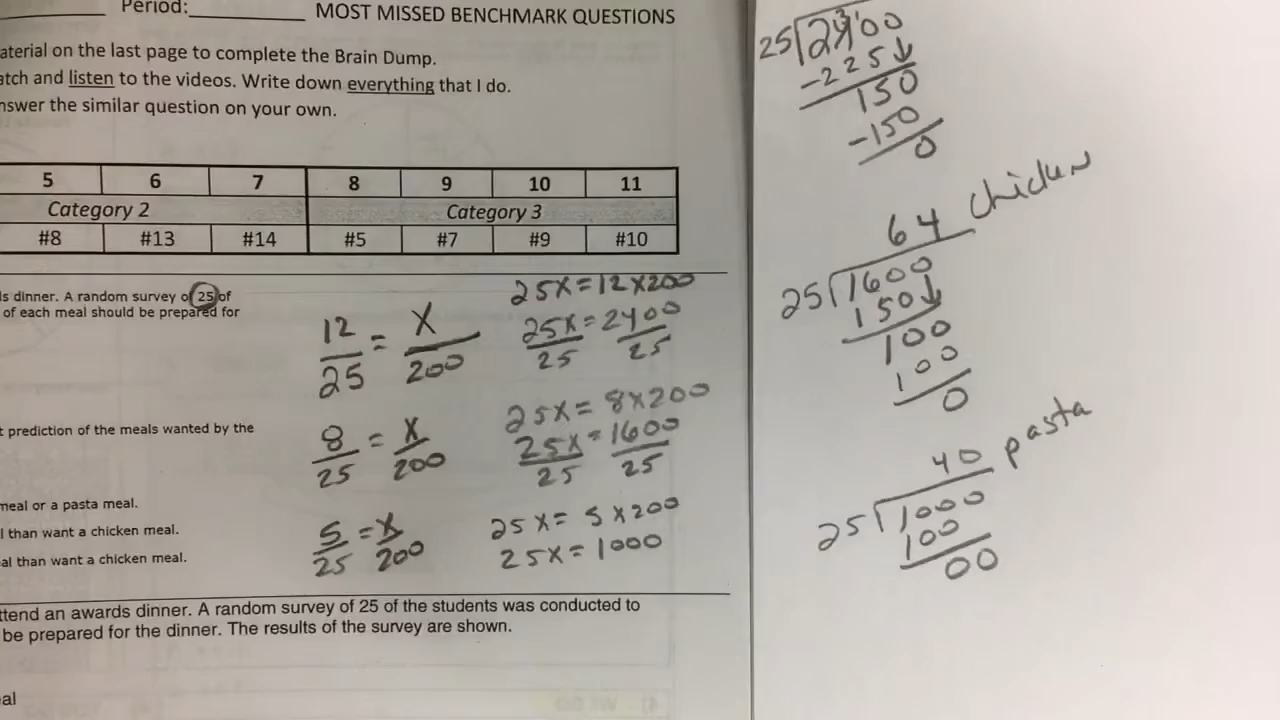 Period:
MOST MISSED BENCHMARK QUESTIONS
aterial on the last page to complete the Brain Dump.
atch and listen to the videos. Write down everything that I do.
nswer the similar question on your own.
5 6 7 8 9 10 11
Category 2 Category 3
#8 #13 #14 #5 #7 #9 #10
s dinner. A random survey of 25 of
of each meal should be prepared for
12/25 = X/200
25x = 12 x 200
25x/25 = 2400/25
t prediction of the meals wanted by the
8/25 = x/200
25x = 8 x 200
25x/25 = 1600/25
meal or a pasta meal.
l than want a chicken meal.
al than want a chicken meal.
5/25 = x/200
25x = 5 x 200
25x = 1000
ttend an awards dinner. A random survey of 25 of the students was conducted to
be prepared for the dinner. The results of the survey are shown.
eal
25 2400
-225
150
-150
0
64 chicken
25 1600
150
100
100
0
40 pasta
25 1000
100
00